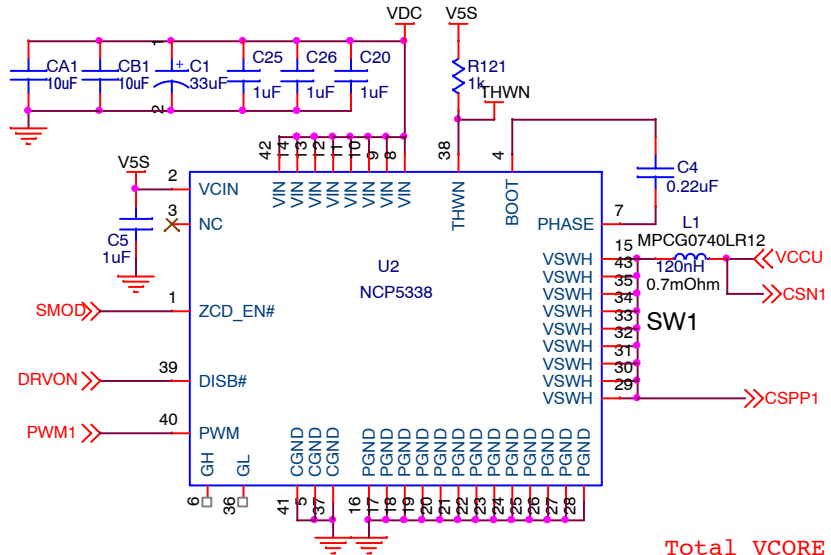 VDC
V5S
CA1
10uF
CB1
10uF
1
2
+
C1
33uF
C25
1uF
C26
1uF
C20
1uF
R121
1k
THWN
42
14
13
12
11
10
9
8
38
4
VIN
VIN
VIN
VIN
VIN
VIN
VIN
VIN
THWN
BOOT
C4
0.22uF
V5S
2
VCIN
3
NC
C5
1uF
PHASE
7
L1
MPCG0740LR12
120nH
0.7mOhm
VCCU
CSN1
U2
NCP5338
VSWH
15
VSWH
43
VSWH
35
VSWH
34
VSWH
33
VSWH
32
VSWH
31
VSWH
30
VSWH
29
SW1
CSPP1
SMOD
1
ZCD_EN#
DRVON
39
DISB#
PWM1
40
PWM
GH
GL
CGND
CGND
CGND
PGND
PGND
PGND
PGND
PGND
PGND
PGND
PGND
PGND
PGND
PGND
PGND
PGND
6
36
41
5
37
16
17
18
19
20
21
22
23
24
25
26
27
28
Total VCORE